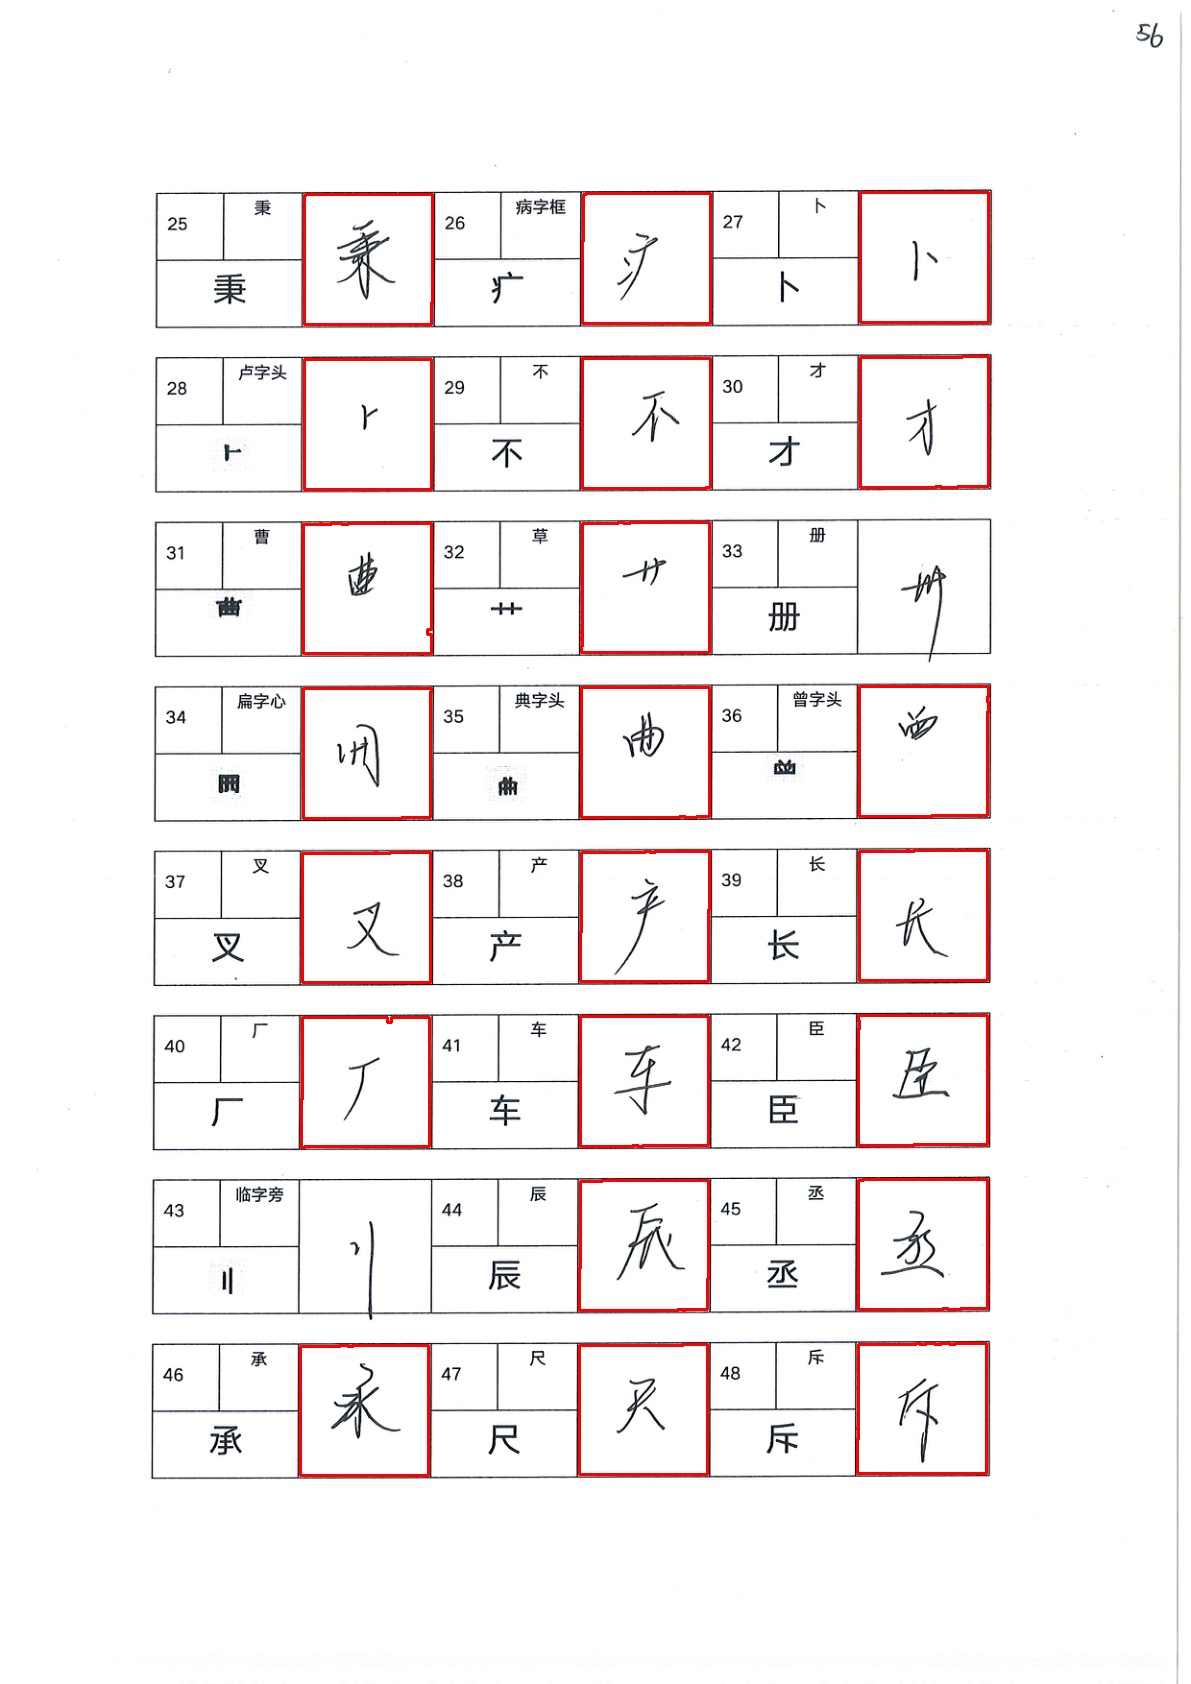 56
25 秉 秉 26 病字框 疒 27 卜 卜
秉 疒 卜
28 卢字头 ⺊ 29 不 不 30 才 才
⺊ 不 才
31 曹 32 草 艹 33 册 册
艹 册
34 扁字心 35 典字头 曲 36 曾字头
37 叉 叉 38 产 产 39 长 长
叉 产 长
40 厂 厂 41 车 车 42 臣 臣
厂 车 臣
43 临字旁 44 辰 辰 45 丞 丞
辰 丞
46 承 承 47 尺 尺 48 斥 斥
承 尺 斥